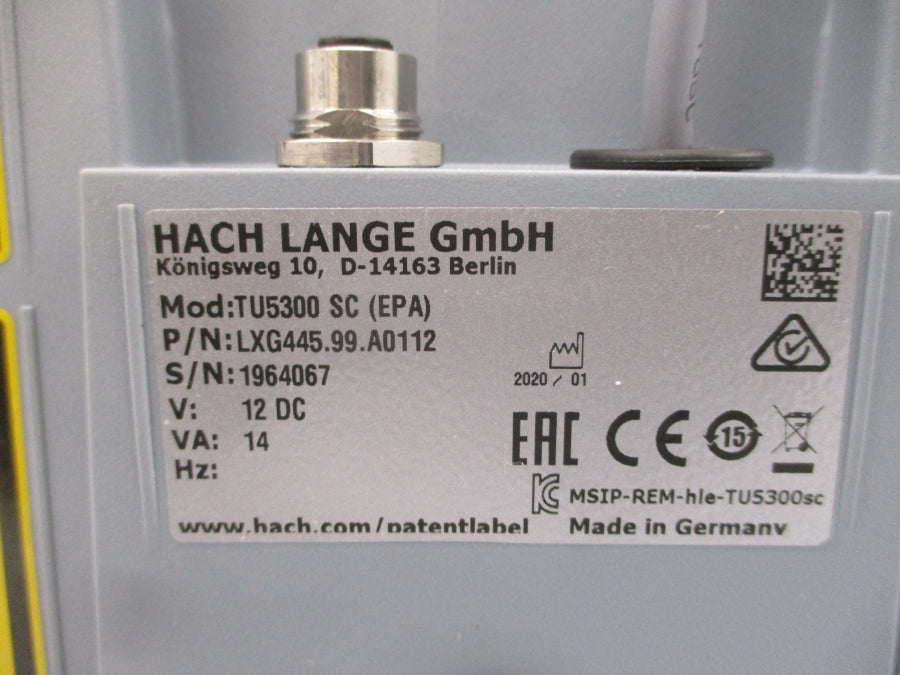 HACH LANGE GmbH
Königsweg 10, D-14163 Berlin
Mod: TU5300 SC (EPA)
P/N: LXG445.99.A0112
S/N: 1964067
2020 / 01
V: 12 DC
VA: 14
Hz:
EAC CE 15
KC MSIP-REM-hle-TU5300sc
www.hach.com/patentlabel Made in Germany